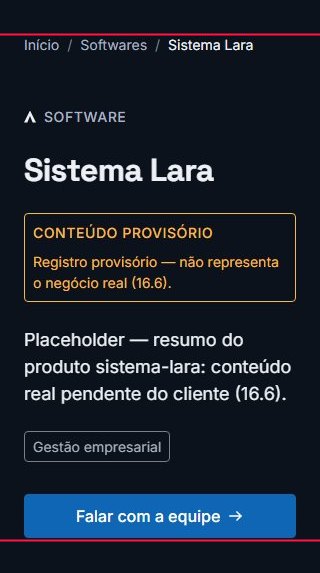 Início / Softwares / Sistema Lara
SOFTWARE
Sistema Lara
CONTEÚDO PROVISÓRIO
Registro provisório — não representa
o negócio real (16.6).
Placeholder — resumo do
produto sistema-lara: conteúdo
real pendente do cliente (16.6).
Gestão empresarial
Falar com a equipe →